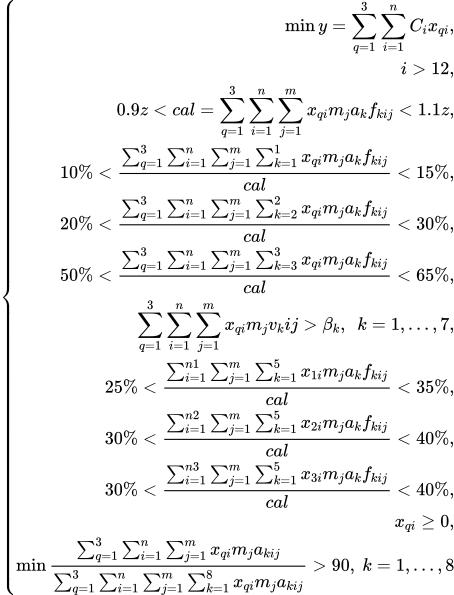 \min y = \sum_{q=1}^{3} \sum_{i=1}^{n} C_i x_{qi},
i > 12,
0.9z < cal = \sum_{q=1}^{3} \sum_{i=1}^{n} \sum_{j=1}^{m} x_{qi} m_j a_k f_{kij} < 1.1z,
10\% < \frac{\sum_{q=1}^{3} \sum_{i=1}^{n} \sum_{j=1}^{m} \sum_{k=1}^{1} x_{qi} m_j a_k f_{kij}}{cal} < 15\%,
20\% < \frac{\sum_{q=1}^{3} \sum_{i=1}^{n} \sum_{j=1}^{m} \sum_{k=2}^{2} x_{qi} m_j a_k f_{kij}}{cal} < 30\%,
50\% < \frac{\sum_{q=1}^{3} \sum_{i=1}^{n} \sum_{j=1}^{m} \sum_{k=3}^{3} x_{qi} m_j a_k f_{kij}}{cal} < 65\%,
\sum_{q=1}^{3} \sum_{i=1}^{n} \sum_{j=1}^{m} x_{qi} m_j v_k ij > \beta_k, \; k = 1, \ldots, 7,
25\% < \frac{\sum_{i=1}^{n1} \sum_{j=1}^{m} \sum_{k=1}^{5} x_{1i} m_j a_k f_{kij}}{cal} < 35\%,
30\% < \frac{\sum_{i=1}^{n2} \sum_{j=1}^{m} \sum_{k=1}^{5} x_{2i} m_j a_k f_{kij}}{cal} < 40\%,
30\% < \frac{\sum_{i=1}^{n3} \sum_{j=1}^{m} \sum_{k=1}^{5} x_{3i} m_j a_k f_{kij}}{cal} < 40\%,
x_{qi} \geq 0,
\min \frac{\sum_{q=1}^{3} \sum_{i=1}^{n} \sum_{j=1}^{m} x_{qi} m_j a_{kij}}{\sum_{q=1}^{3} \sum_{i=1}^{n} \sum_{j=1}^{m} \sum_{k=1}^{8} x_{qi} m_j a_{kij}} > 90, \; k = 1, \ldots, 8